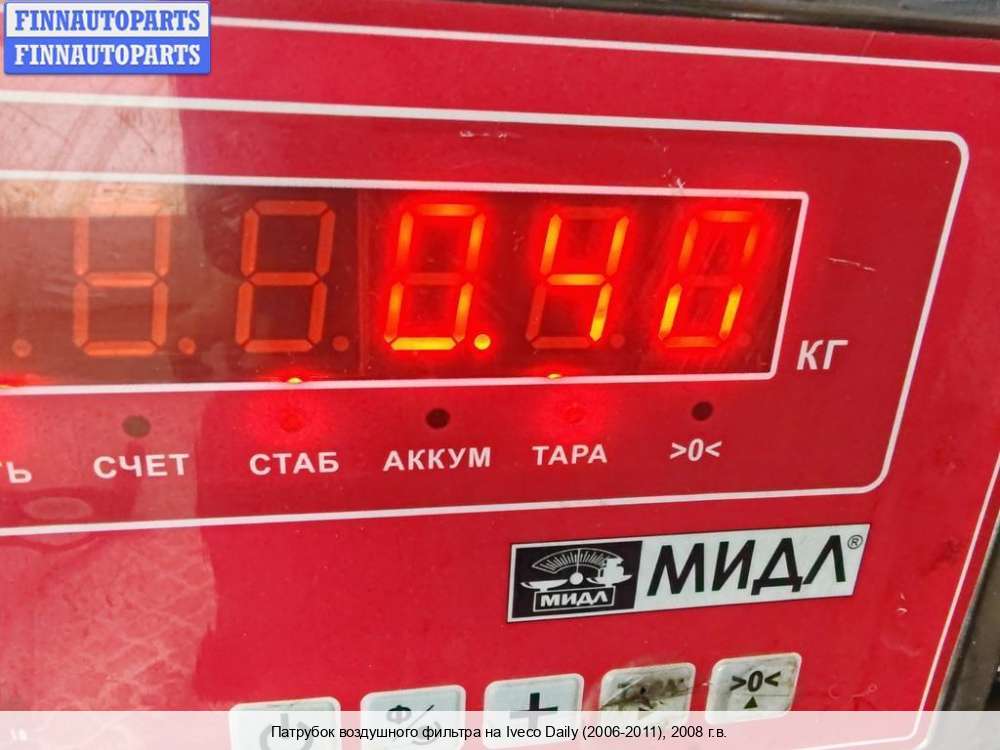 FINNAUTOPARTS
FINNAUTOPARTS
0.40
КГ
ТЬ СЧЕТ СТАБ АККУМ ТАРА >0<
МИДЛ МИДЛ®
+ >0<
Патрубок воздушного фильтра на Iveco Daily (2006-2011), 2008 г.в.